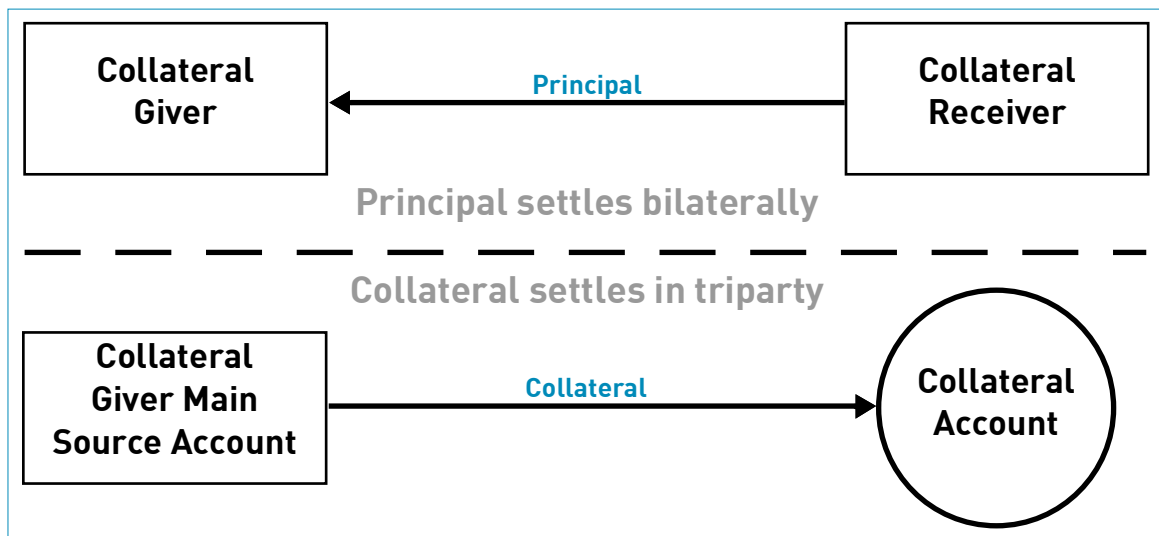 Collateral
Giver
Principal
Collateral
Receiver
Principal settles bilaterally
Collateral settles in triparty
Collateral
Giver Main
Source Account
Collateral
Collateral
Account